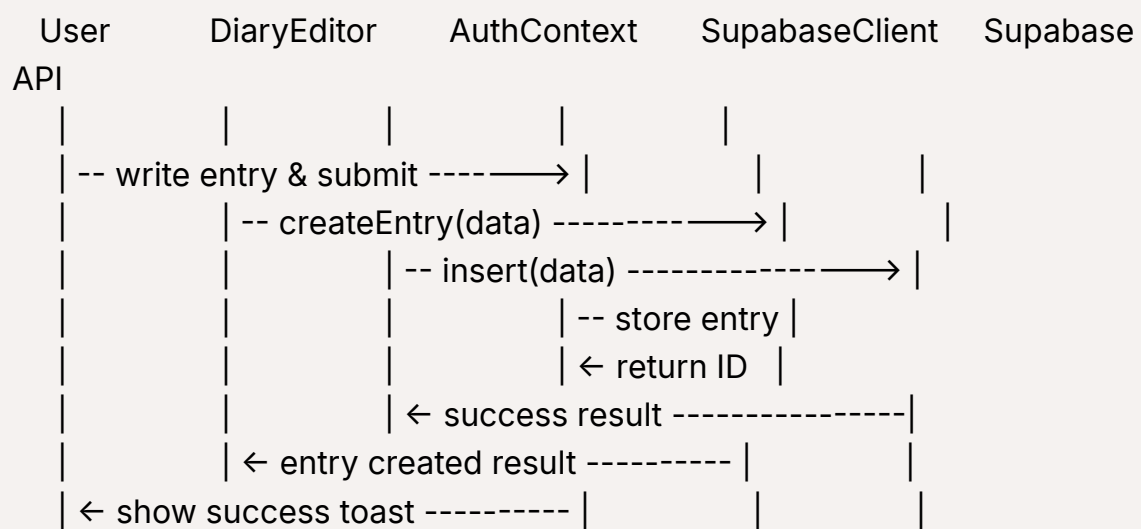 User DiaryEditor AuthContext SupabaseClient Supabase
API
| | | | |
| -- write entry & submit ----───> | | |
| | -- createEntry(data) ----------───> | |
| | | -- insert(data) --------------───> |
| | | | -- store entry |
| | | | <- return ID |
| | | <- success result ----------------|
| | <- entry created result ---------- | |
| <- show success toast ---------- | | |